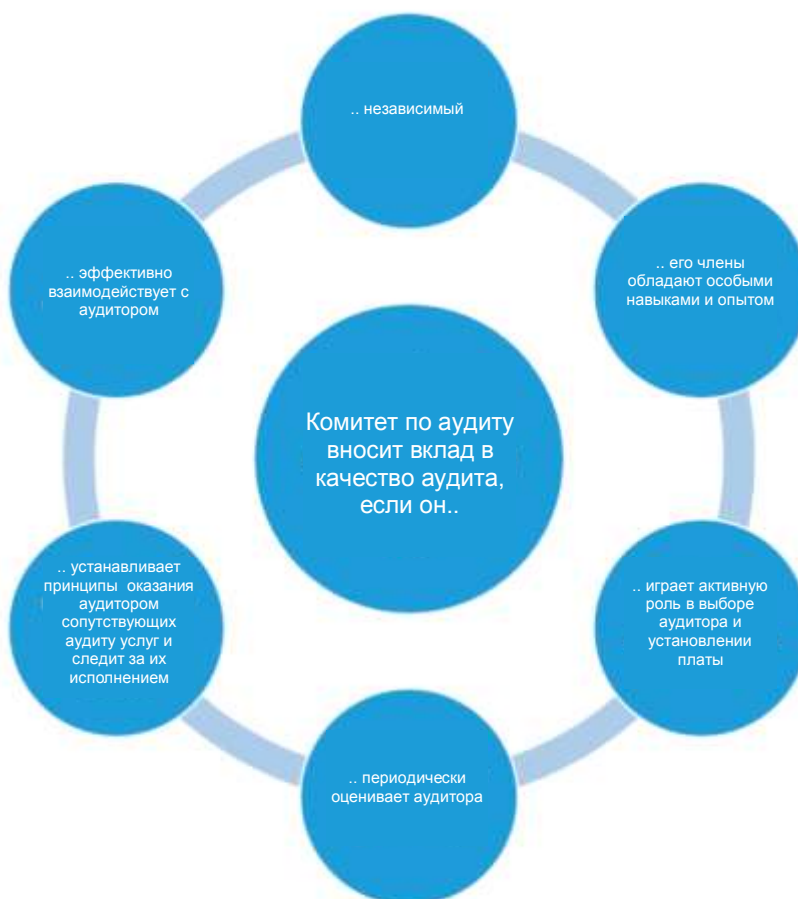 .. независимый
.. его члены
обладают особыми
навыками и опытом
.. играет активную
роль в выборе
аудитора и
установлении
платы
.. периодически
оценивает аудитора
.. устанавливает
принципы оказания
аудитором
сопутствующих
аудиту услуг и
следит за их
исполнением
.. эффективно
взаимодействует с
аудитором
Комитет по аудиту
вносит вклад в
качество аудита,
если он..